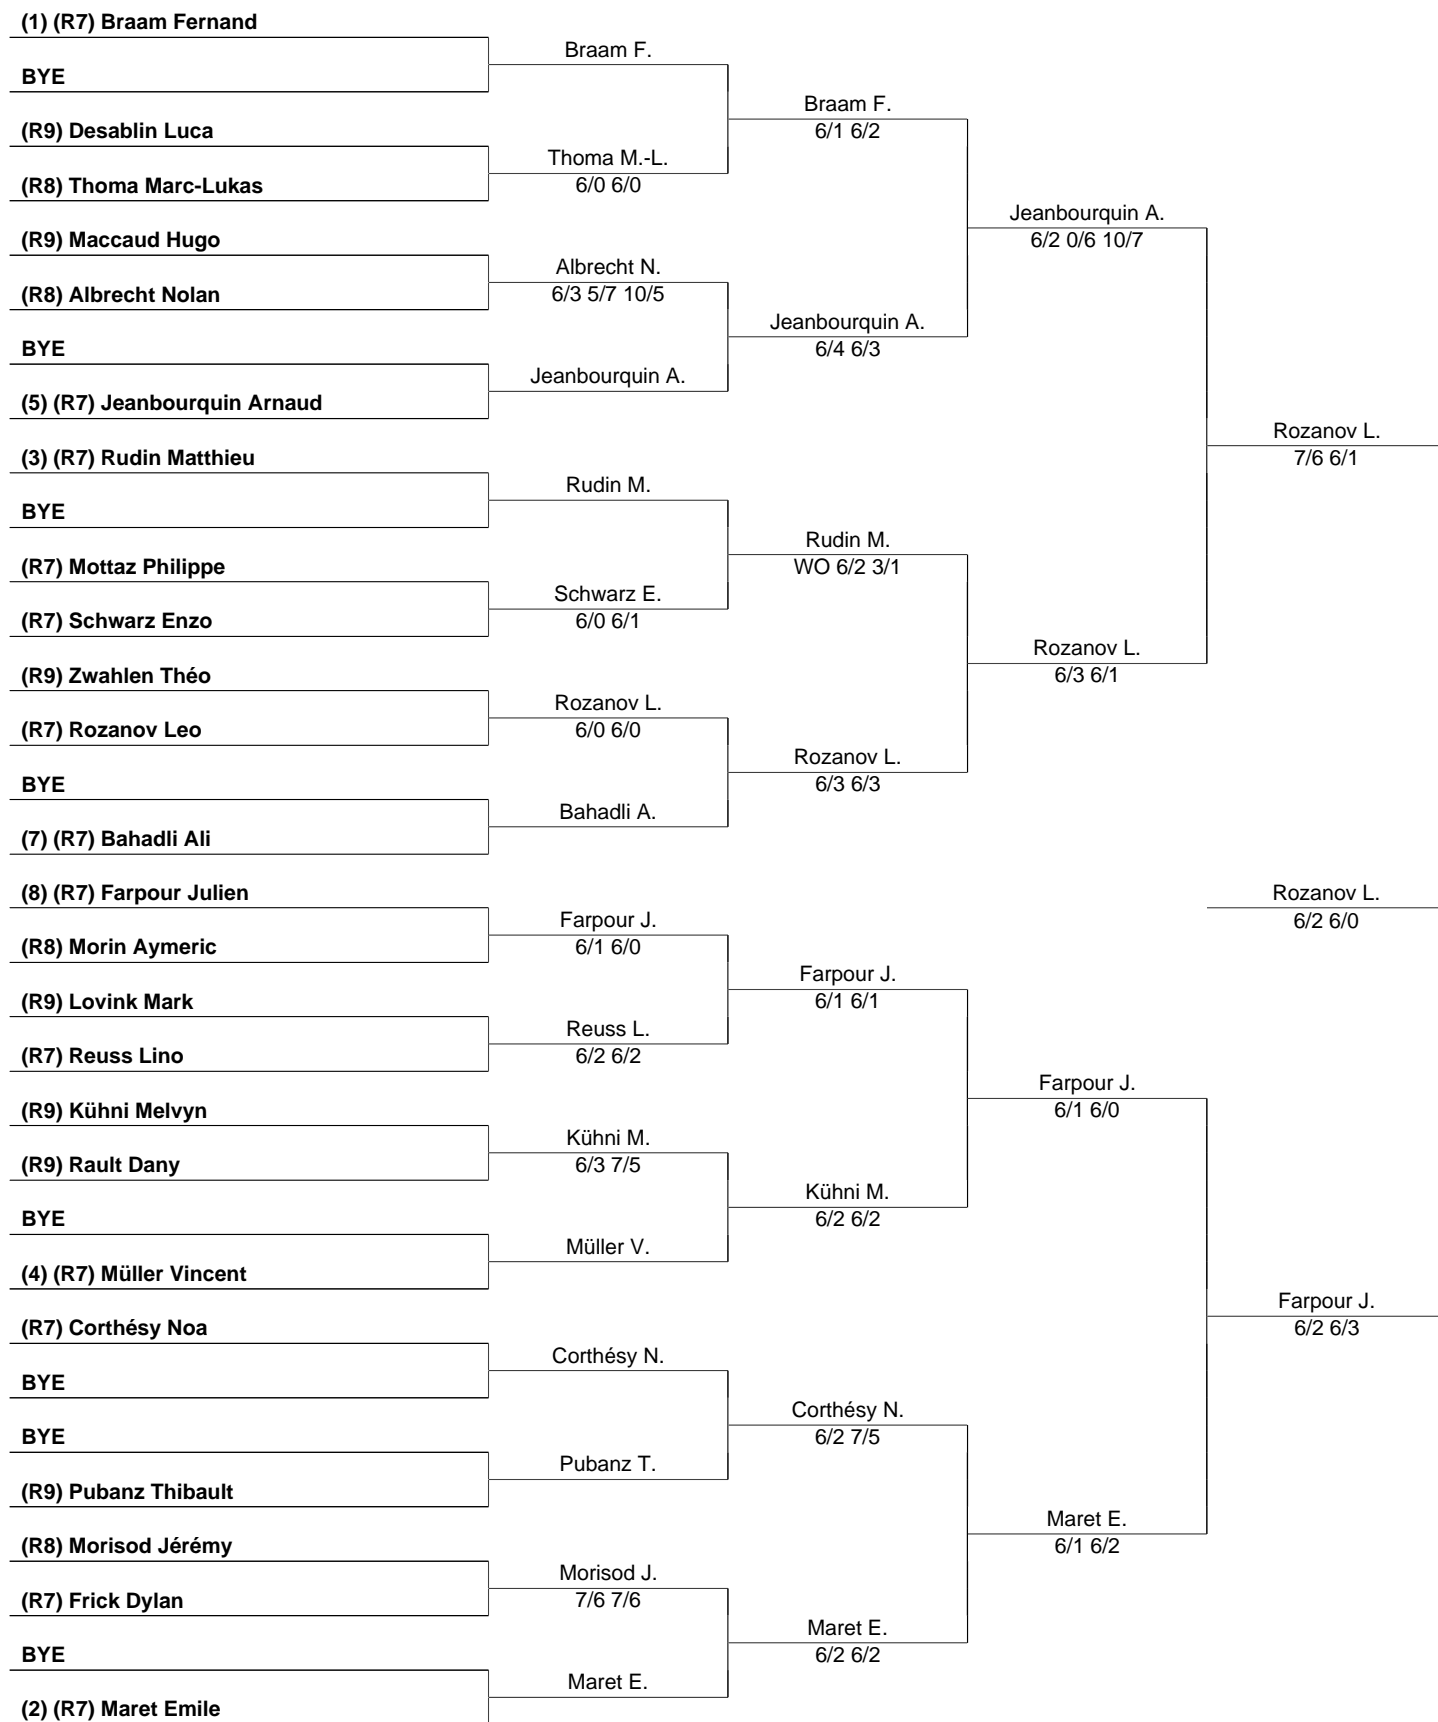 (1) (R7) Braam Fernand
BYE
(R9) Desablin Luca
(R8) Thoma Marc-Lukas
(R9) Maccaud Hugo
(R8) Albrecht Nolan
BYE
(5) (R7) Jeanbourquin Arnaud
(3) (R7) Rudin Matthieu
BYE
(R7) Mottaz Philippe
(R7) Schwarz Enzo
(R9) Zwahlen Théo
(R7) Rozanov Leo
BYE
(7) (R7) Bahadli Ali
(8) (R7) Farpour Julien
(R8) Morin Aymeric
(R9) Lovink Mark
(R7) Reuss Lino
(R9) Kühni Melvyn
(R9) Rault Dany
BYE
(4) (R7) Müller Vincent
(R7) Corthésy Noa
BYE
BYE
(R9) Pubanz Thibault
(R8) Morisod Jérémy
(R7) Frick Dylan
BYE
(2) (R7) Maret Emile
Braam F.
Thoma M.-L.
6/0 6/0
Albrecht N.
6/3 5/7 10/5
Jeanbourquin A.
Rudin M.
Schwarz E.
6/0 6/1
Rozanov L.
6/0 6/0
Bahadli A.
Farpour J.
6/1 6/0
Reuss L.
6/2 6/2
Kühni M.
6/3 7/5
Müller V.
Corthésy N.
Pubanz T.
Morisod J.
7/6 7/6
Maret E.
Braam F.
6/1 6/2
Jeanbourquin A.
6/4 6/3
Rudin M.
WO 6/2 3/1
Rozanov L.
6/3 6/3
Farpour J.
6/1 6/1
Kühni M.
6/2 6/2
Corthésy N.
6/2 7/5
Maret E.
6/2 6/2
Jeanbourquin A.
6/2 0/6 10/7
Rozanov L.
6/3 6/1
Farpour J.
6/1 6/0
Maret E.
6/1 6/2
Rozanov L.
7/6 6/1
Rozanov L.
6/2 6/0
Farpour J.
6/2 6/3